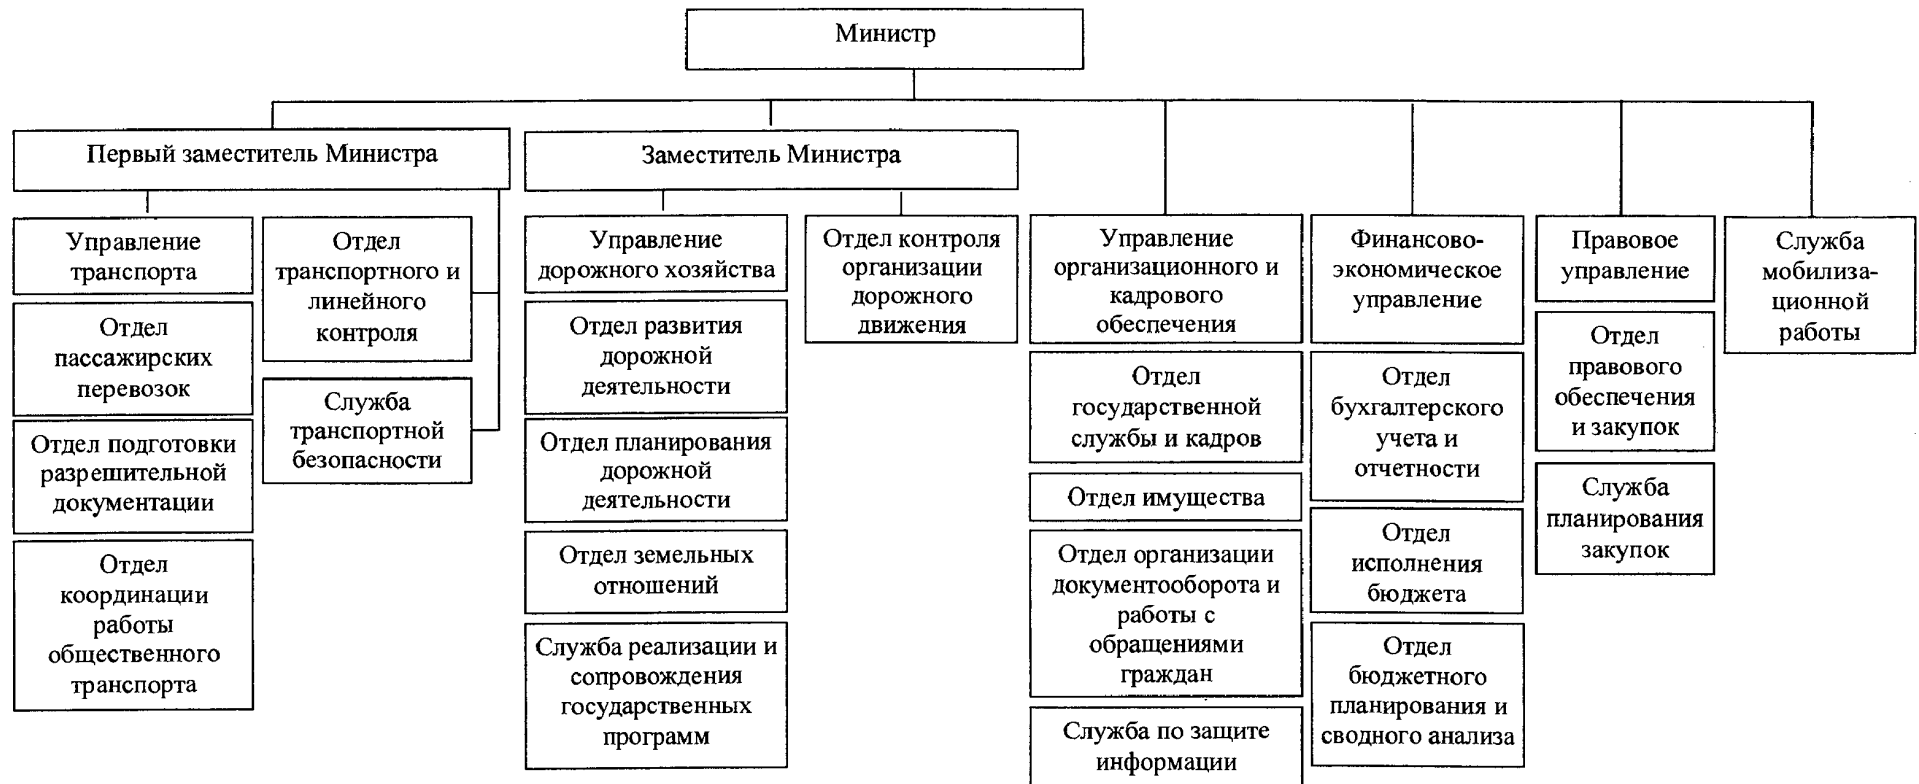 Министр
Первый заместитель Министра
Заместитель Министра
Управление
транспорта
Отдел
пассажирских
перевозок
Отдел подготовки
разрешительной
документации
Отдел
координации
работы
общественного
транспорта
Отдел
транспортного и
линейного
контроля
Служба
транспортной
безопасности
Управление
дорожного хозяйства
Отдел развития
дорожной
деятельности
Отдел планирования
дорожной
деятельности
Отдел земельных
отношений
Служба реализации и
сопровождения
государственных
программ
Отдел контроля
организации
дорожного
движения
Управление
организационного и
кадрового
обеспечения
Отдел
государственной
службы и кадров
Отдел имущества
Отдел организации
документооборота и
работы с
обращениями
граждан
Служба по защите
информации
Финансово-
экономическое
управление
Отдел
бухгалтерского
учета и
отчетности
Отдел
исполнения
бюджета
Отдел
бюджетного
планирования и
сводного анализа
Правовое
управление
Отдел
правового
обеспечения
и закупок
Служба
планирования
закупок
Служба
мобилиза-
ционной
работы